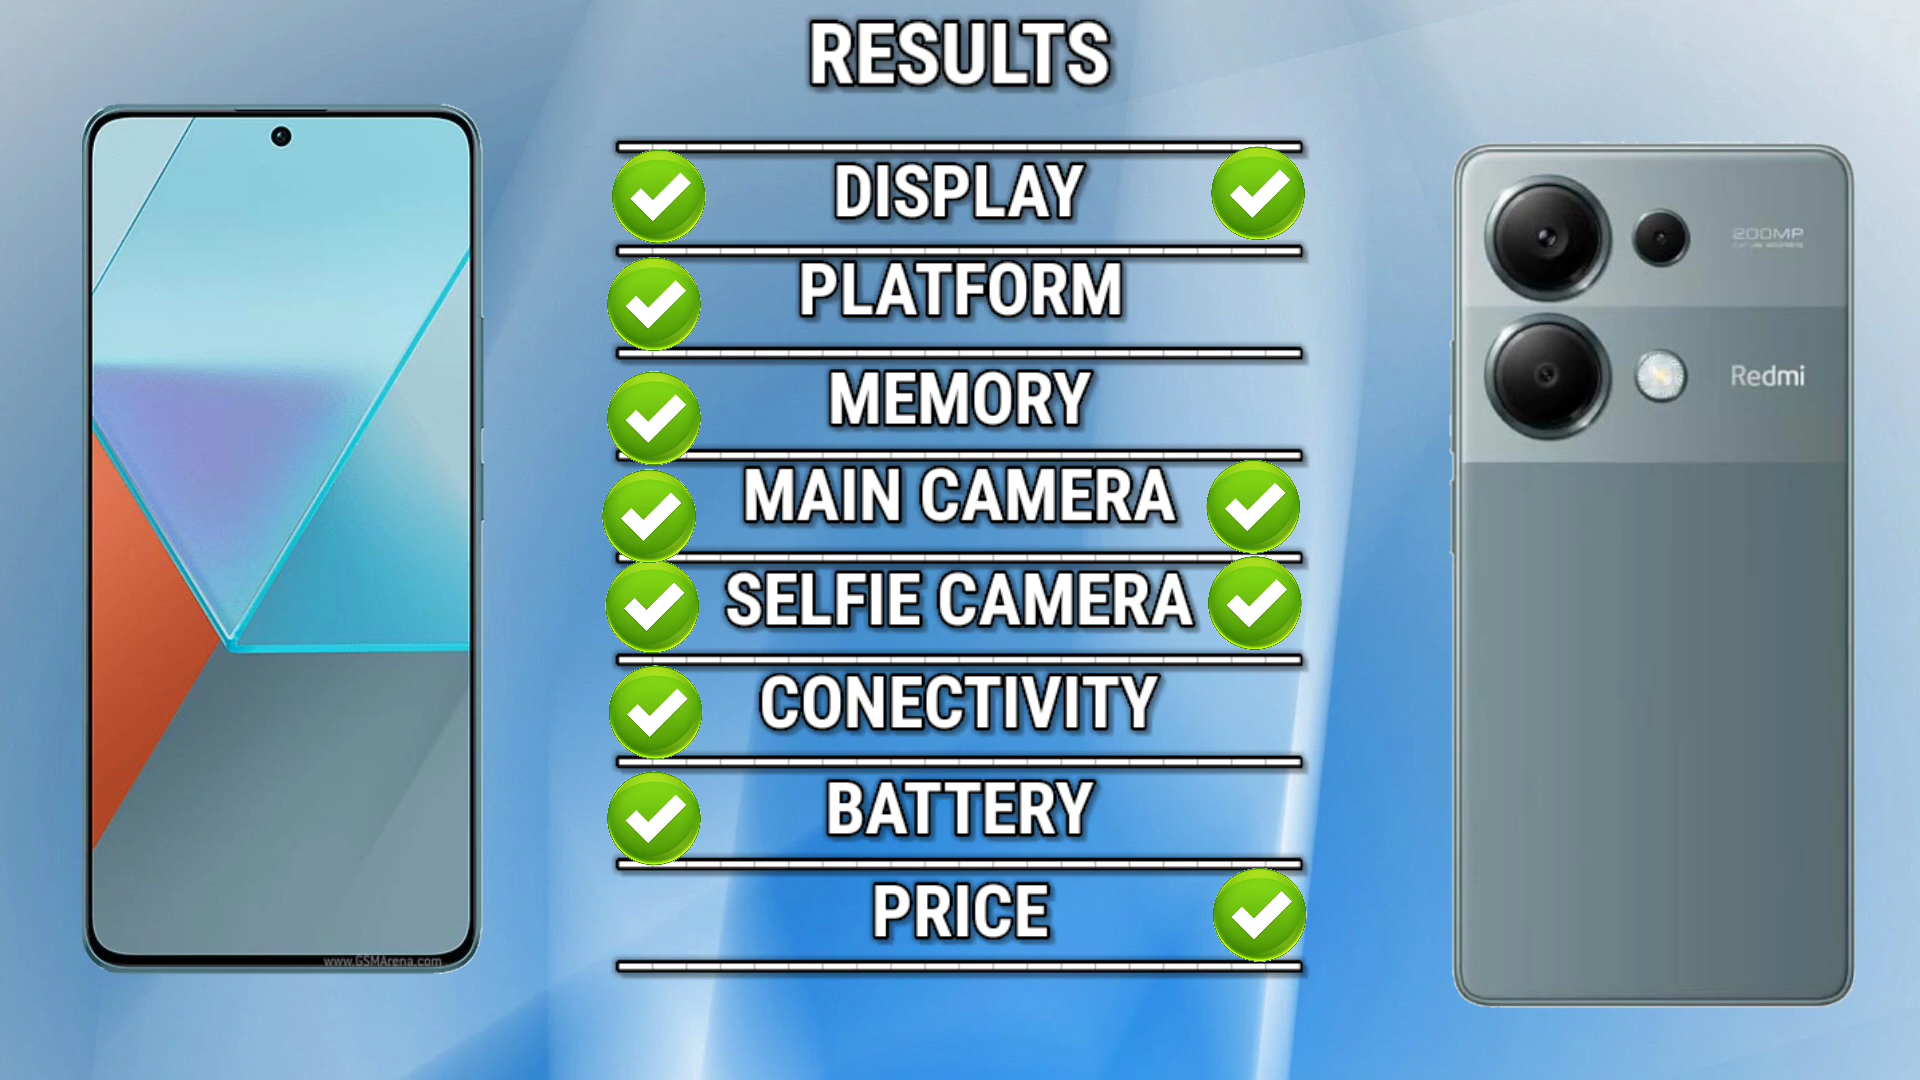 RESULTS
DISPLAY
PLATFORM
MEMORY
MAIN CAMERA
SELFIE CAMERA
CONECTIVITY
BATTERY
PRICE
200MP
Redmi
www.GSMArena.com